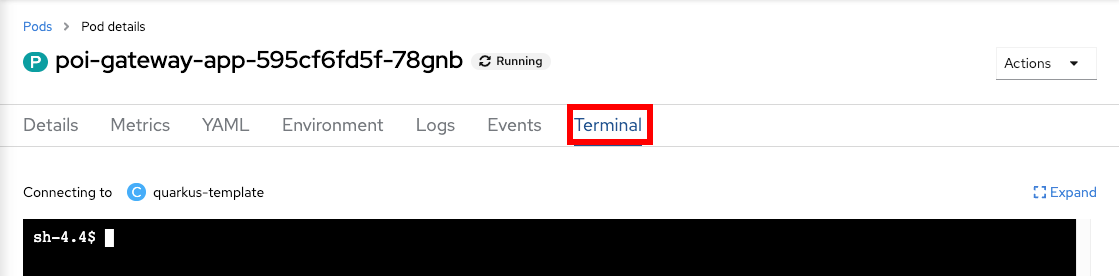 Pods > Pod details
P poi-gateway-app-595cf6fd5f-78gnb Running
Actions
Details Metrics YAML Environment Logs Events Terminal
Connecting to C quarkus-template Expand
sh-4.4$